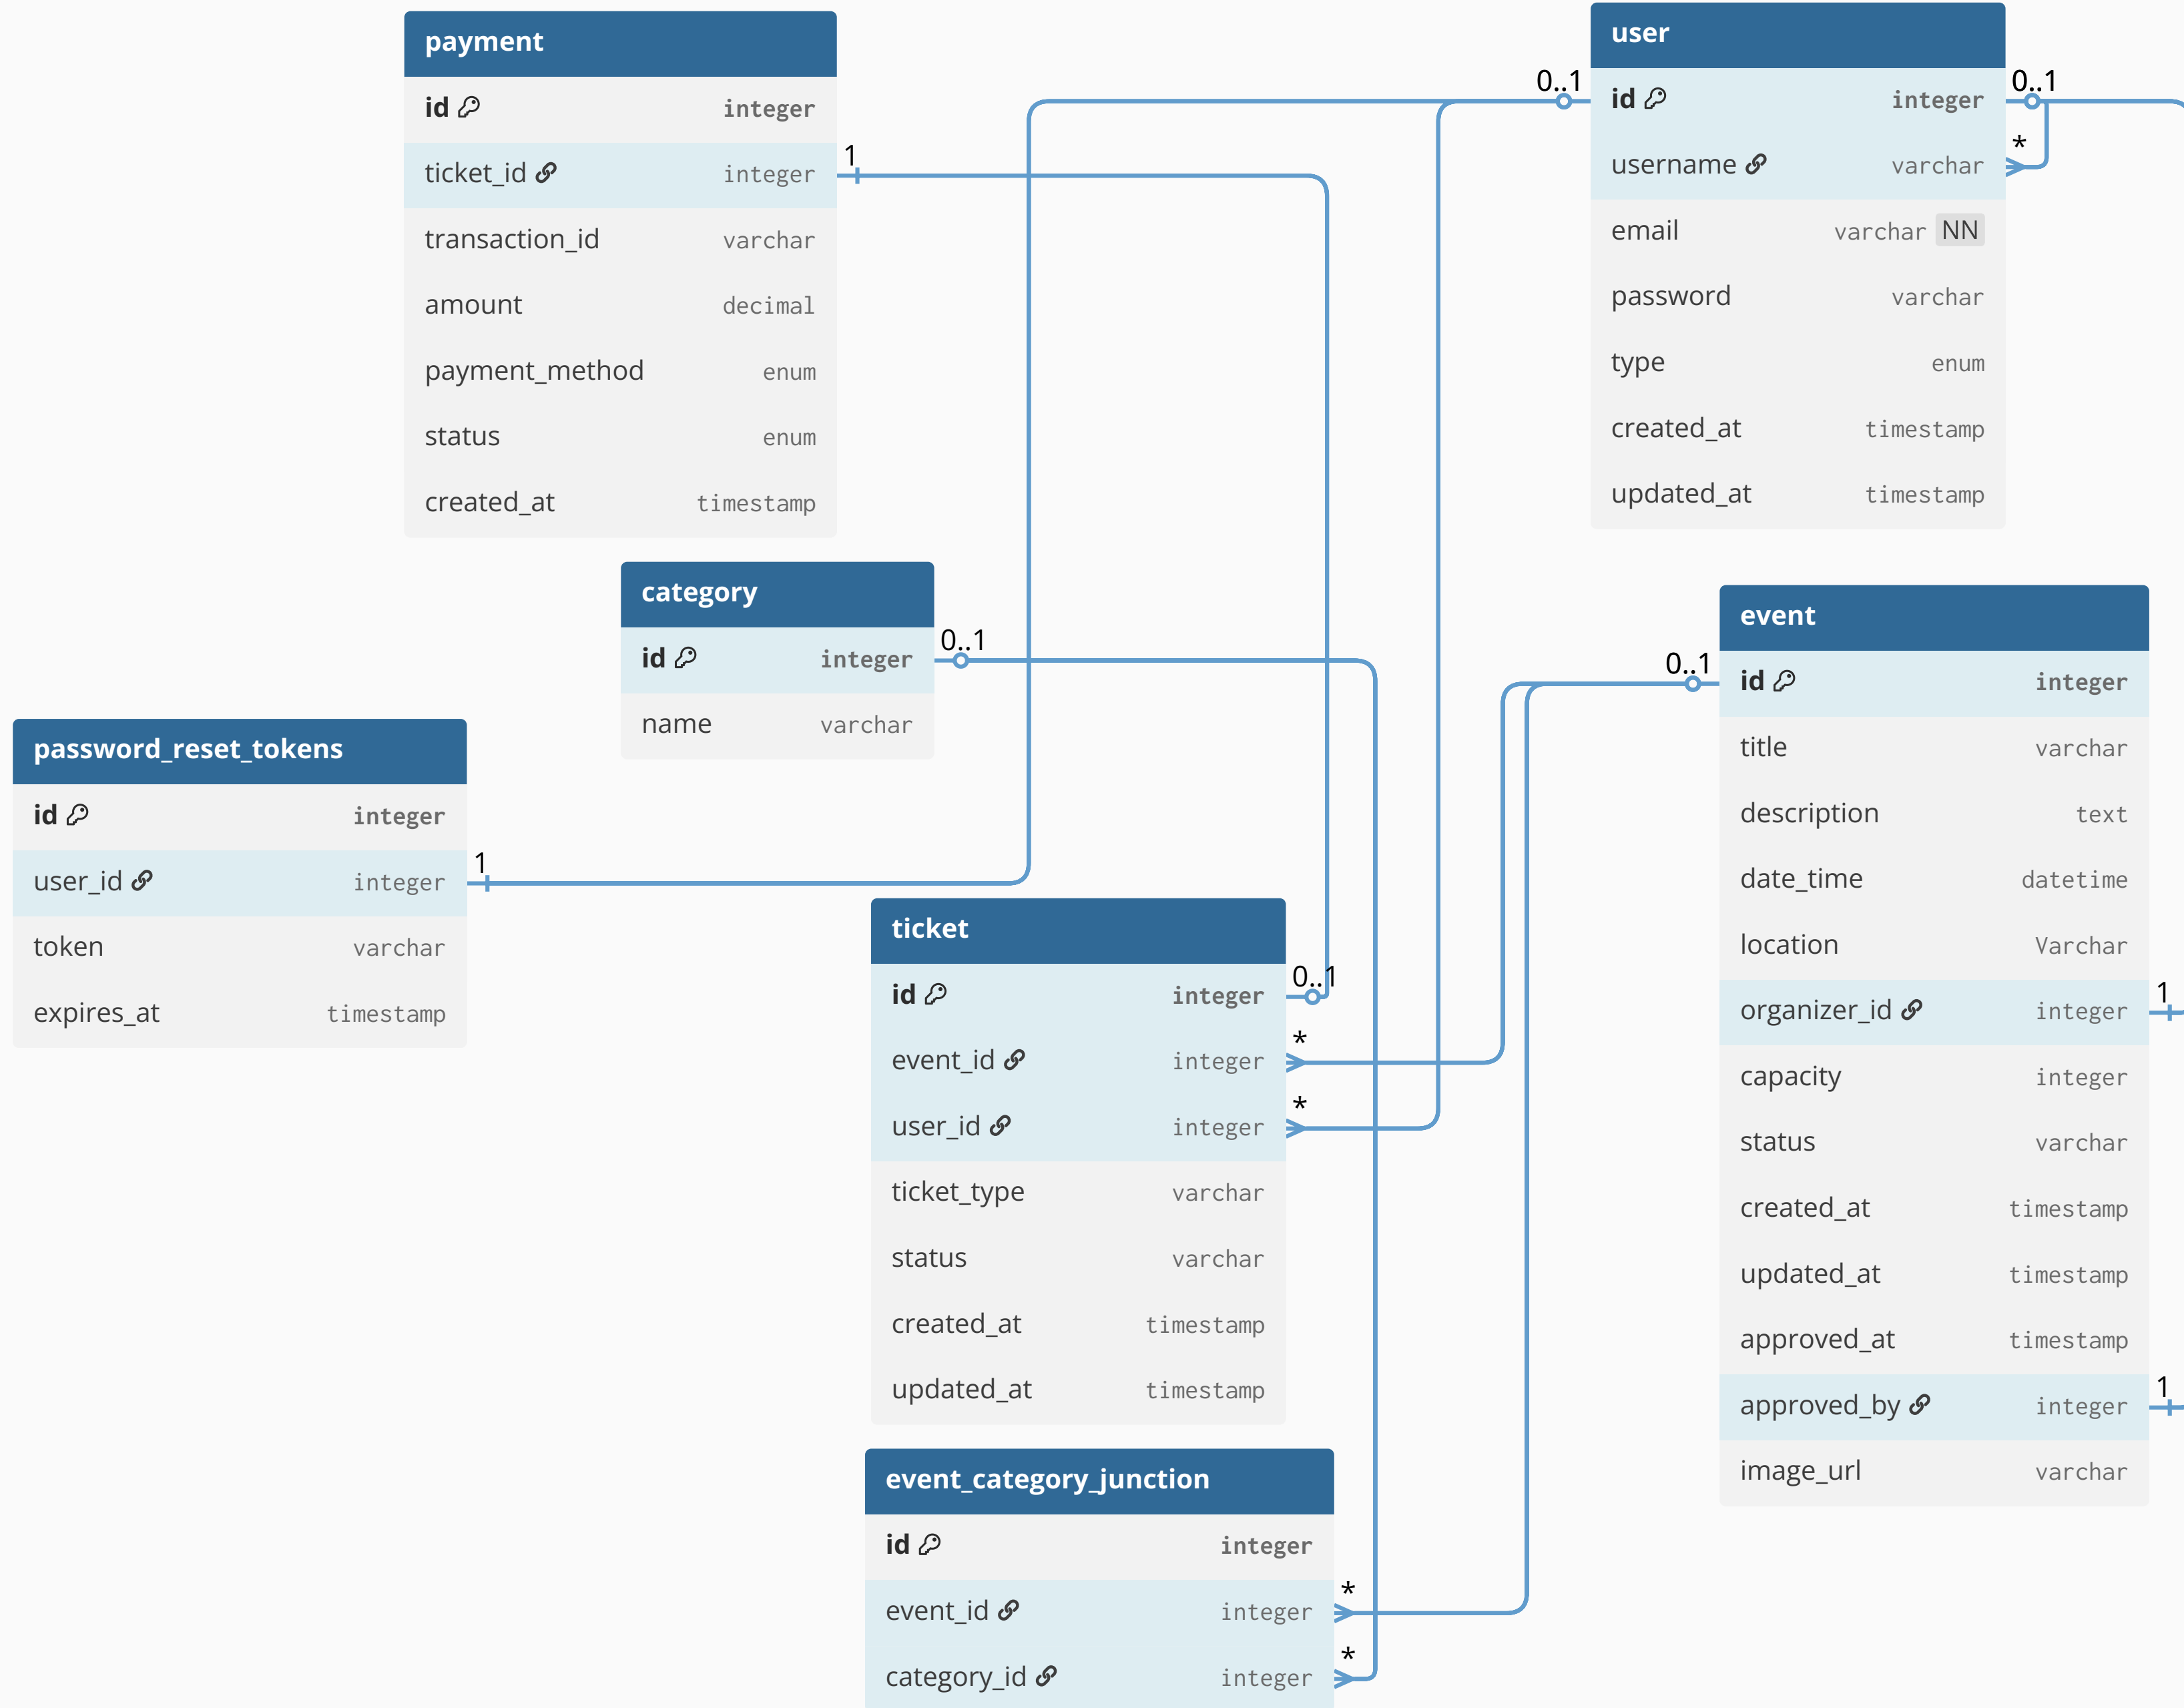 payment
id integer
ticket_id integer
transaction_id varchar
amount decimal
payment_method enum
status enum
created_at timestamp
1
user
id integer
username varchar
email varchar NN
password varchar
type enum
created_at timestamp
updated_at timestamp
0..1
0..1
*
category
id integer
name varchar
0..1
event
id integer
title varchar
description text
date_time datetime
location Varchar
organizer_id integer
capacity integer
status varchar
created_at timestamp
updated_at timestamp
approved_at timestamp
approved_by integer
image_url varchar
0..1
1
1
password_reset_tokens
id integer
user_id integer
token varchar
expires_at timestamp
1
ticket
id integer
event_id integer
user_id integer
ticket_type varchar
status varchar
created_at timestamp
updated_at timestamp
0..1
*
*
event_category_junction
id integer
event_id integer
category_id integer
*
*